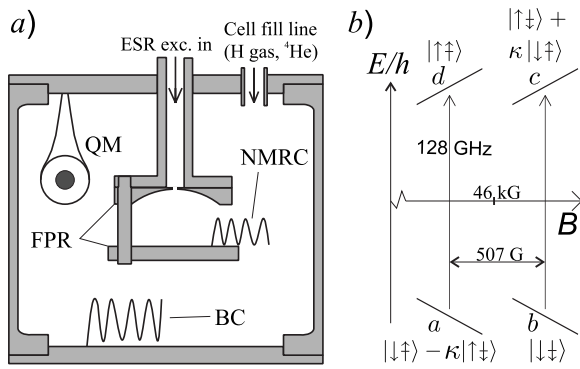 a)
ESR exc. in
Cell fill line
(H gas, ⁴He)
QM
NMRC
FPR
BC
b)
|↑⇟⟩
|↑⇂⟩ +
κ|↓⇟⟩
E/h
d
c
128 GHz
46 kG
B
507 G
a
b
|↓⇟⟩ − κ|↑⇟⟩
|↓⇟⟩